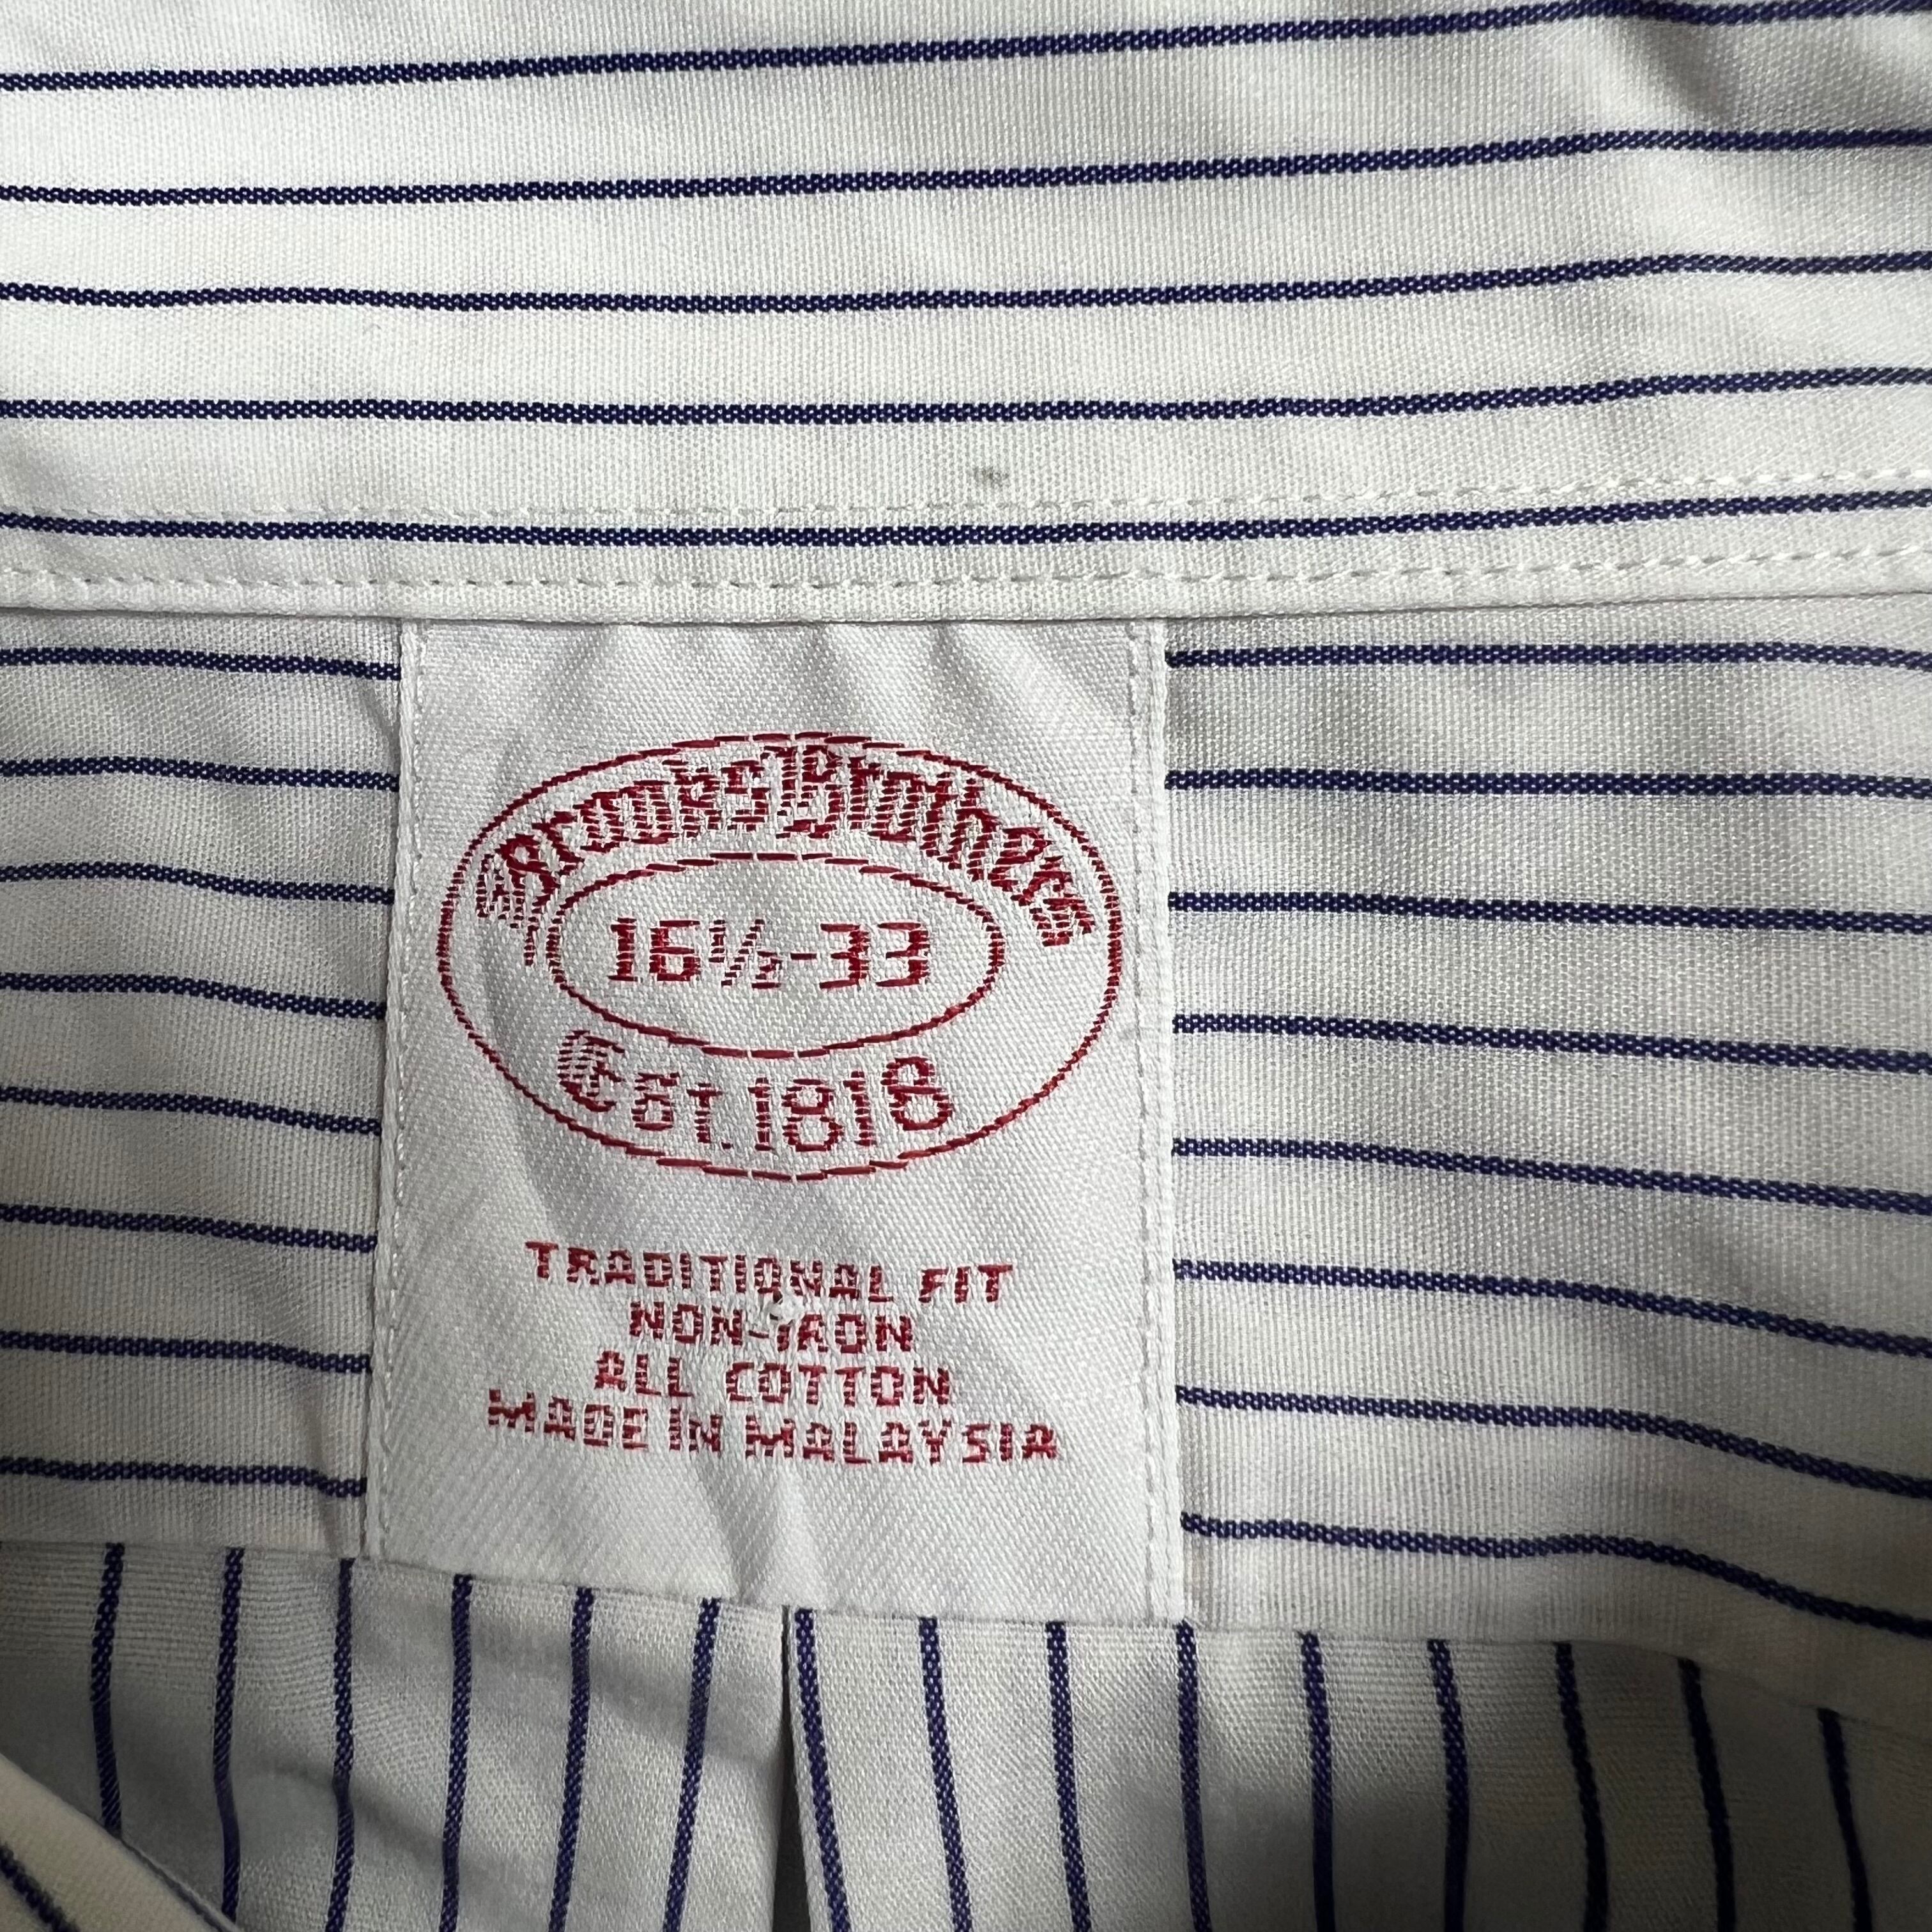 Brooks Brothers
16½-33
Est. 1818
TRADITIONAL FIT
NON-IRON
ALL COTTON
MADE IN MALAYSIA